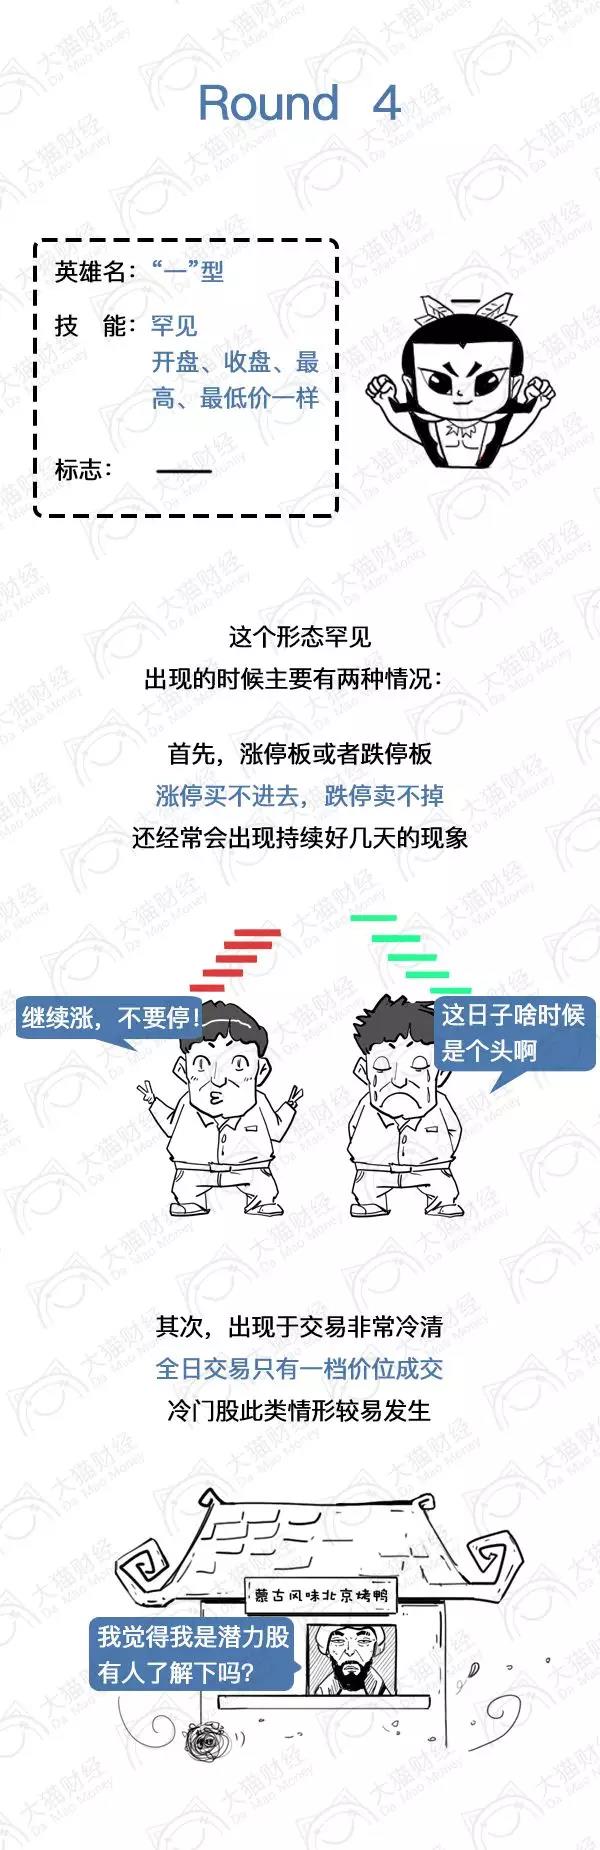 Round 4
英雄名：“一”型
技 能：罕见
开盘、收盘、最
高、最低价一样
标志：
这个形态罕见
出现的时候主要有两种情况：
首先，涨停板或者跌停板
涨停买不进去，跌停卖不掉
还经常会出现持续好几天的现象
继续涨，不要停！
这日子啥时候
是个头啊
其次，出现于交易非常冷清
全日交易只有一档价位成交
冷门股此类情形较易发生
蒙古风味北京烤鸭
我觉得我是潜力股
有人了解下吗？
大猫财经
Da Mao Money